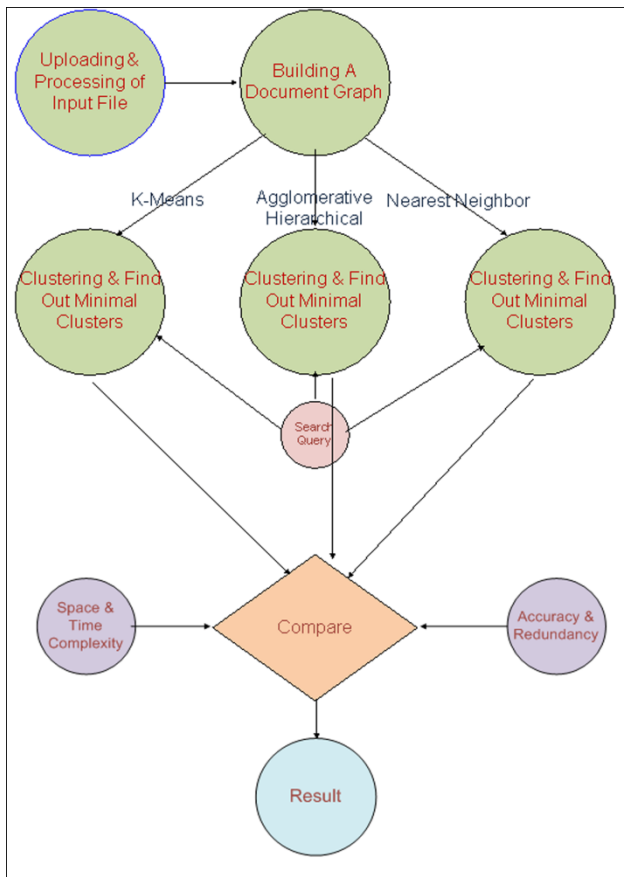 Uploading &
Processing of
Input File
Building A
Document Graph
K-Means
Agglomerative
Hierarchical
Nearest Neighbor
Clustering & Find
Out Minimal
Clusters
Clustering & Find
Out Minimal
Clusters
Clustering & Find
Out Minimal
Clusters
Search
Query
Space &
Time
Complexity
Compare
Accuracy &
Redundancy
Result